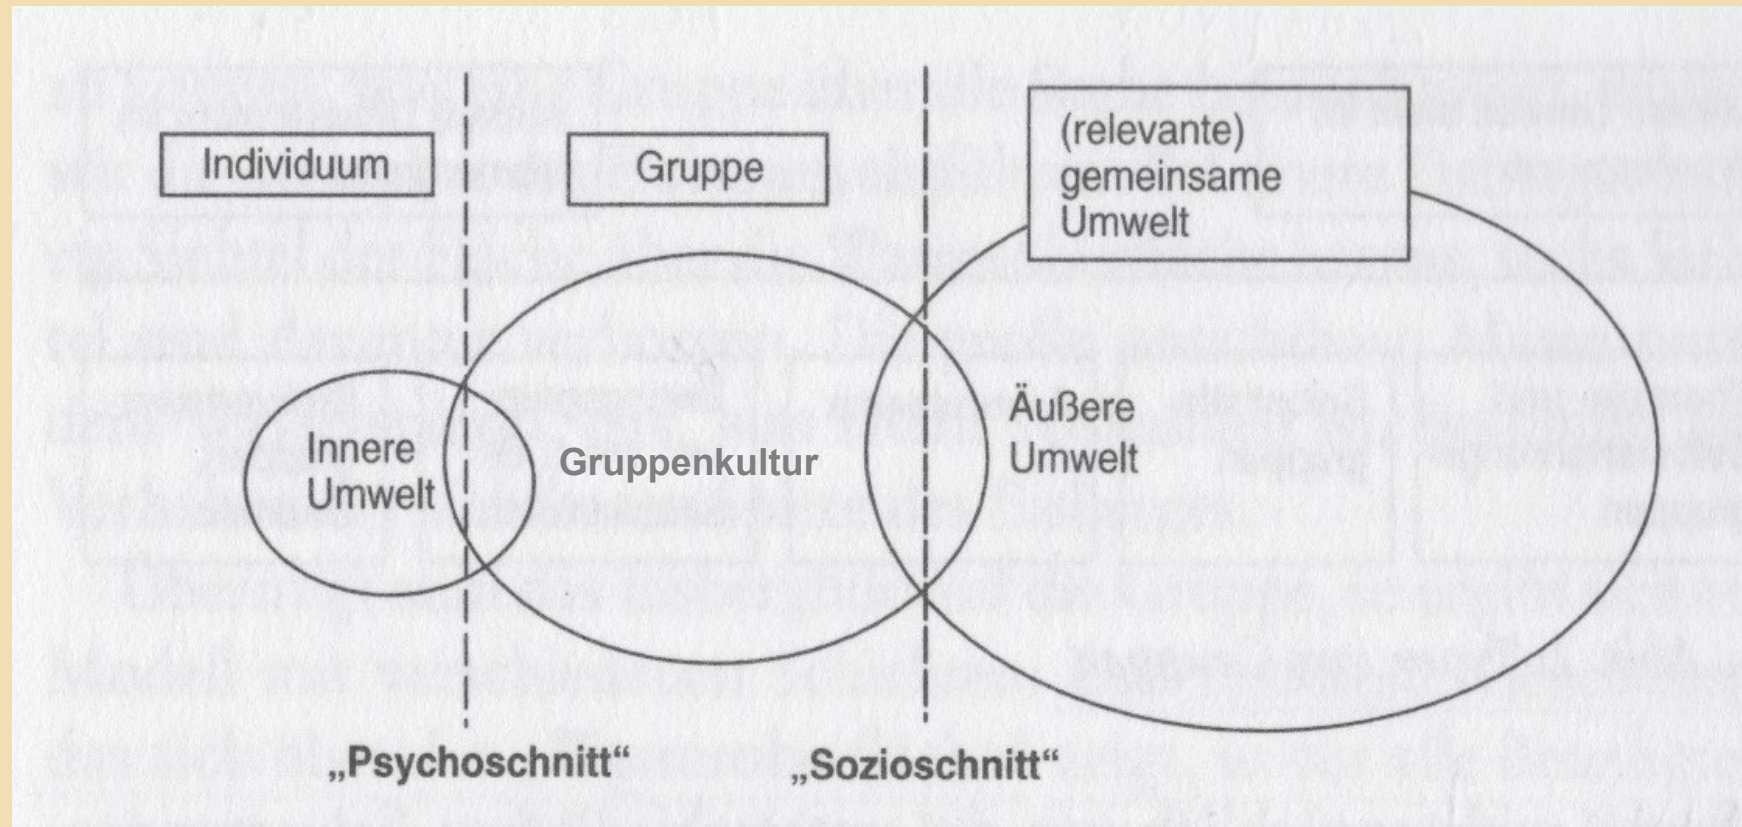 Individuum
Gruppe
(relevante)
gemeinsame
Umwelt
Innere
Umwelt
Gruppenkultur
Äußere
Umwelt
„Psychoschnitt“
„Sozioschnitt“